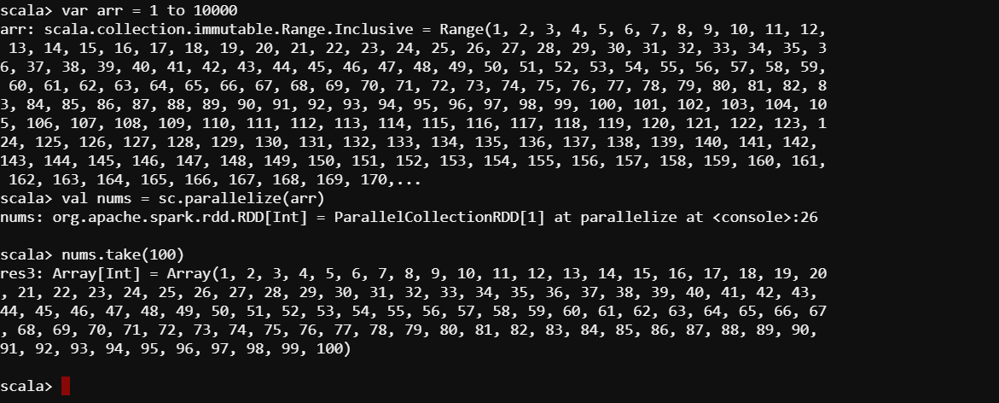 scala> var arr = 1 to 10000
arr: scala.collection.immutable.Range.Inclusive = Range(1, 2, 3, 4, 5, 6, 7, 8, 9, 10, 11, 12,
 13, 14, 15, 16, 17, 18, 19, 20, 21, 22, 23, 24, 25, 26, 27, 28, 29, 30, 31, 32, 33, 34, 35, 3
6, 37, 38, 39, 40, 41, 42, 43, 44, 45, 46, 47, 48, 49, 50, 51, 52, 53, 54, 55, 56, 57, 58, 59,
 60, 61, 62, 63, 64, 65, 66, 67, 68, 69, 70, 71, 72, 73, 74, 75, 76, 77, 78, 79, 80, 81, 82, 8
3, 84, 85, 86, 87, 88, 89, 90, 91, 92, 93, 94, 95, 96, 97, 98, 99, 100, 101, 102, 103, 104, 10
5, 106, 107, 108, 109, 110, 111, 112, 113, 114, 115, 116, 117, 118, 119, 120, 121, 122, 123, 1
24, 125, 126, 127, 128, 129, 130, 131, 132, 133, 134, 135, 136, 137, 138, 139, 140, 141, 142,
143, 144, 145, 146, 147, 148, 149, 150, 151, 152, 153, 154, 155, 156, 157, 158, 159, 160, 161,
 162, 163, 164, 165, 166, 167, 168, 169, 170,...
scala> val nums = sc.parallelize(arr)
nums: org.apache.spark.rdd.RDD[Int] = ParallelCollectionRDD[1] at parallelize at <console>:26
scala> nums.take(100)
res3: Array[Int] = Array(1, 2, 3, 4, 5, 6, 7, 8, 9, 10, 11, 12, 13, 14, 15, 16, 17, 18, 19, 20
, 21, 22, 23, 24, 25, 26, 27, 28, 29, 30, 31, 32, 33, 34, 35, 36, 37, 38, 39, 40, 41, 42, 43,
44, 45, 46, 47, 48, 49, 50, 51, 52, 53, 54, 55, 56, 57, 58, 59, 60, 61, 62, 63, 64, 65, 66, 67
, 68, 69, 70, 71, 72, 73, 74, 75, 76, 77, 78, 79, 80, 81, 82, 83, 84, 85, 86, 87, 88, 89, 90,
91, 92, 93, 94, 95, 96, 97, 98, 99, 100)
scala>